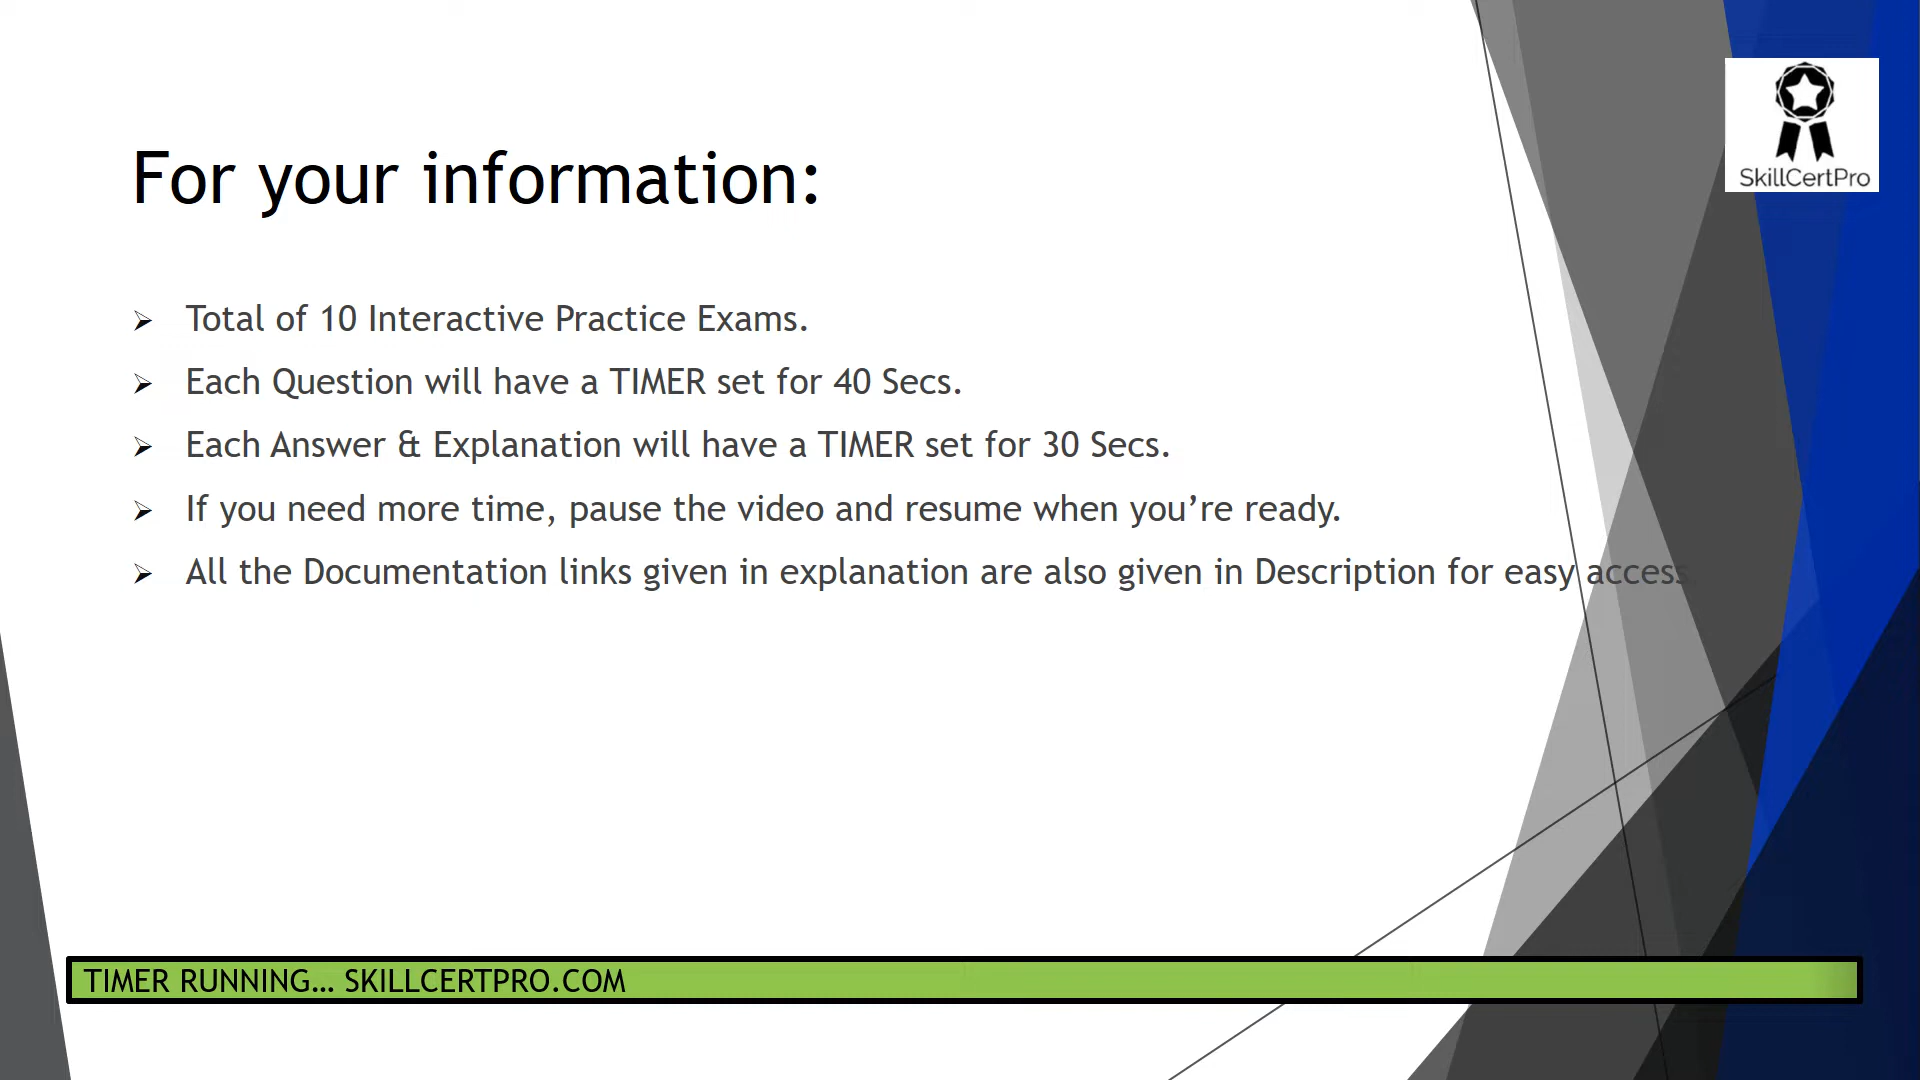 SkillCertPro
For your information:
Total of 10 Interactive Practice Exams.
Each Question will have a TIMER set for 40 Secs.
Each Answer & Explanation will have a TIMER set for 30 Secs.
If you need more time, pause the video and resume when you’re ready.
All the Documentation links given in explanation are also given in Description for easy access.
TIMER RUNNING… SKILLCERTPRO.COM